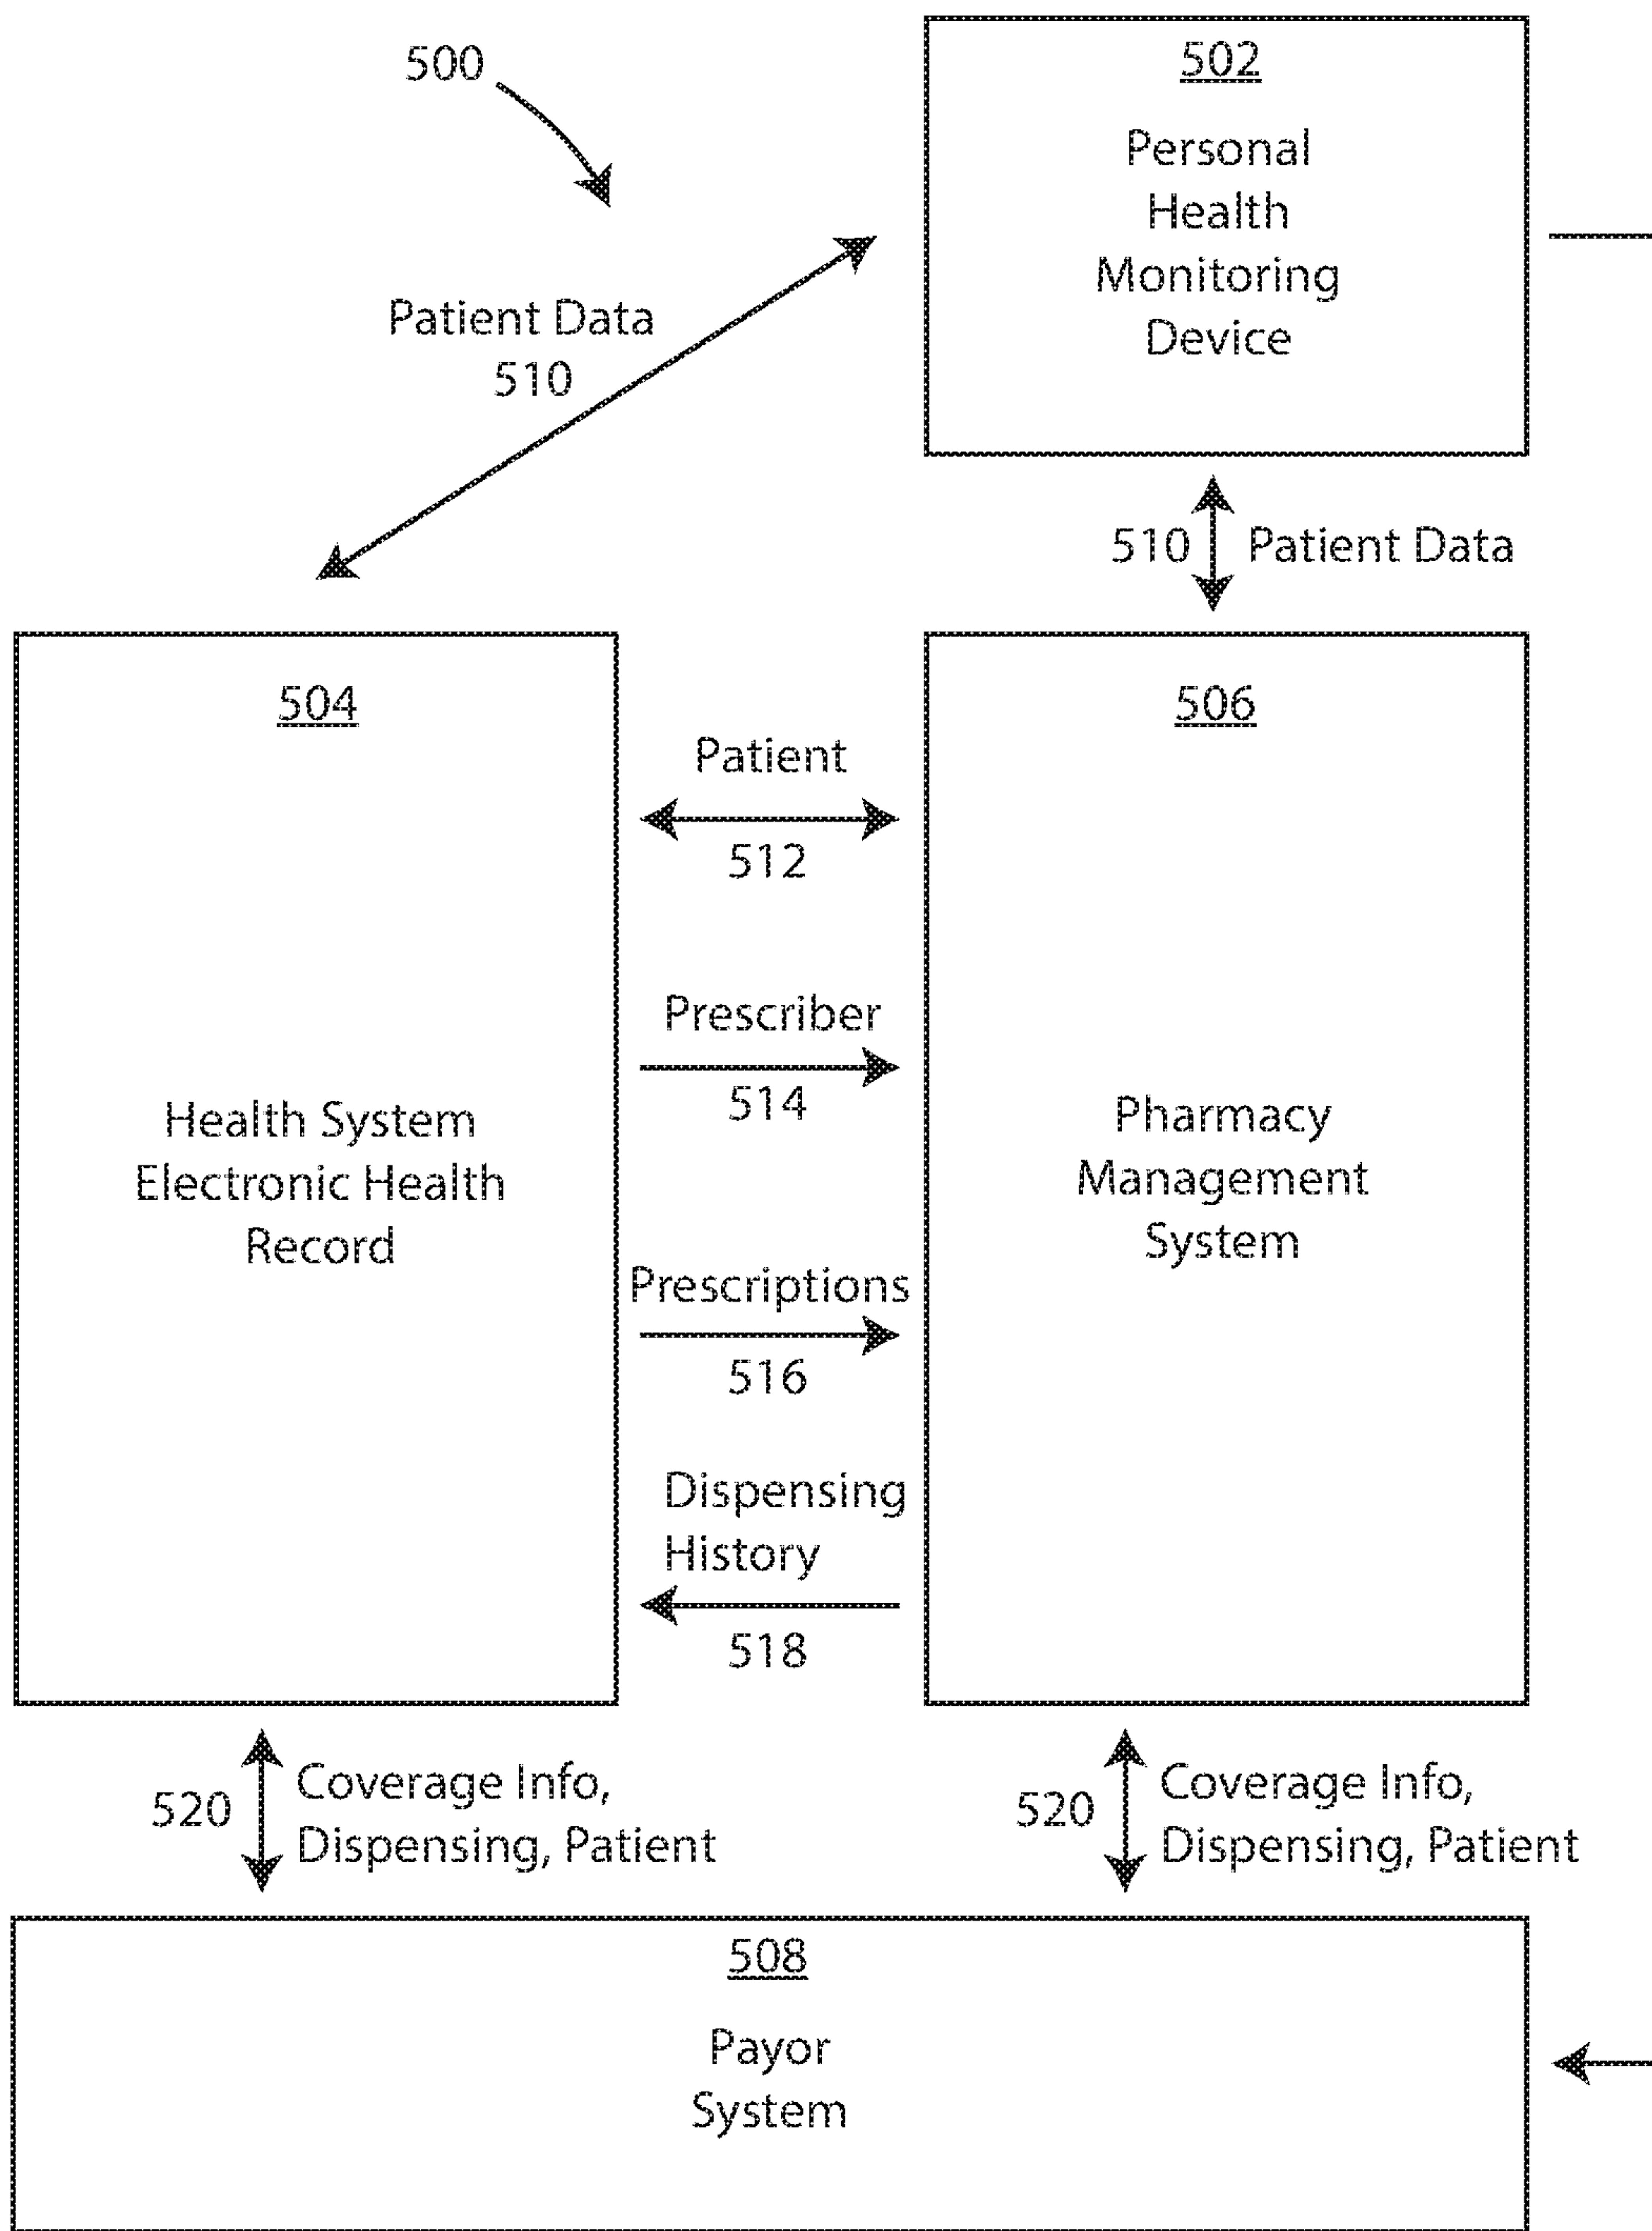 500
502
Personal
Health
Monitoring
Device
Patient Data
510
510 Patient Data
504
Health System
Electronic Health
Record
Patient
512
Prescriber
514
Prescriptions
516
Dispensing
History
518
506
Pharmacy
Management
System
520
Coverage Info,
Dispensing, Patient
520
Coverage Info,
Dispensing, Patient
508
Payor
System